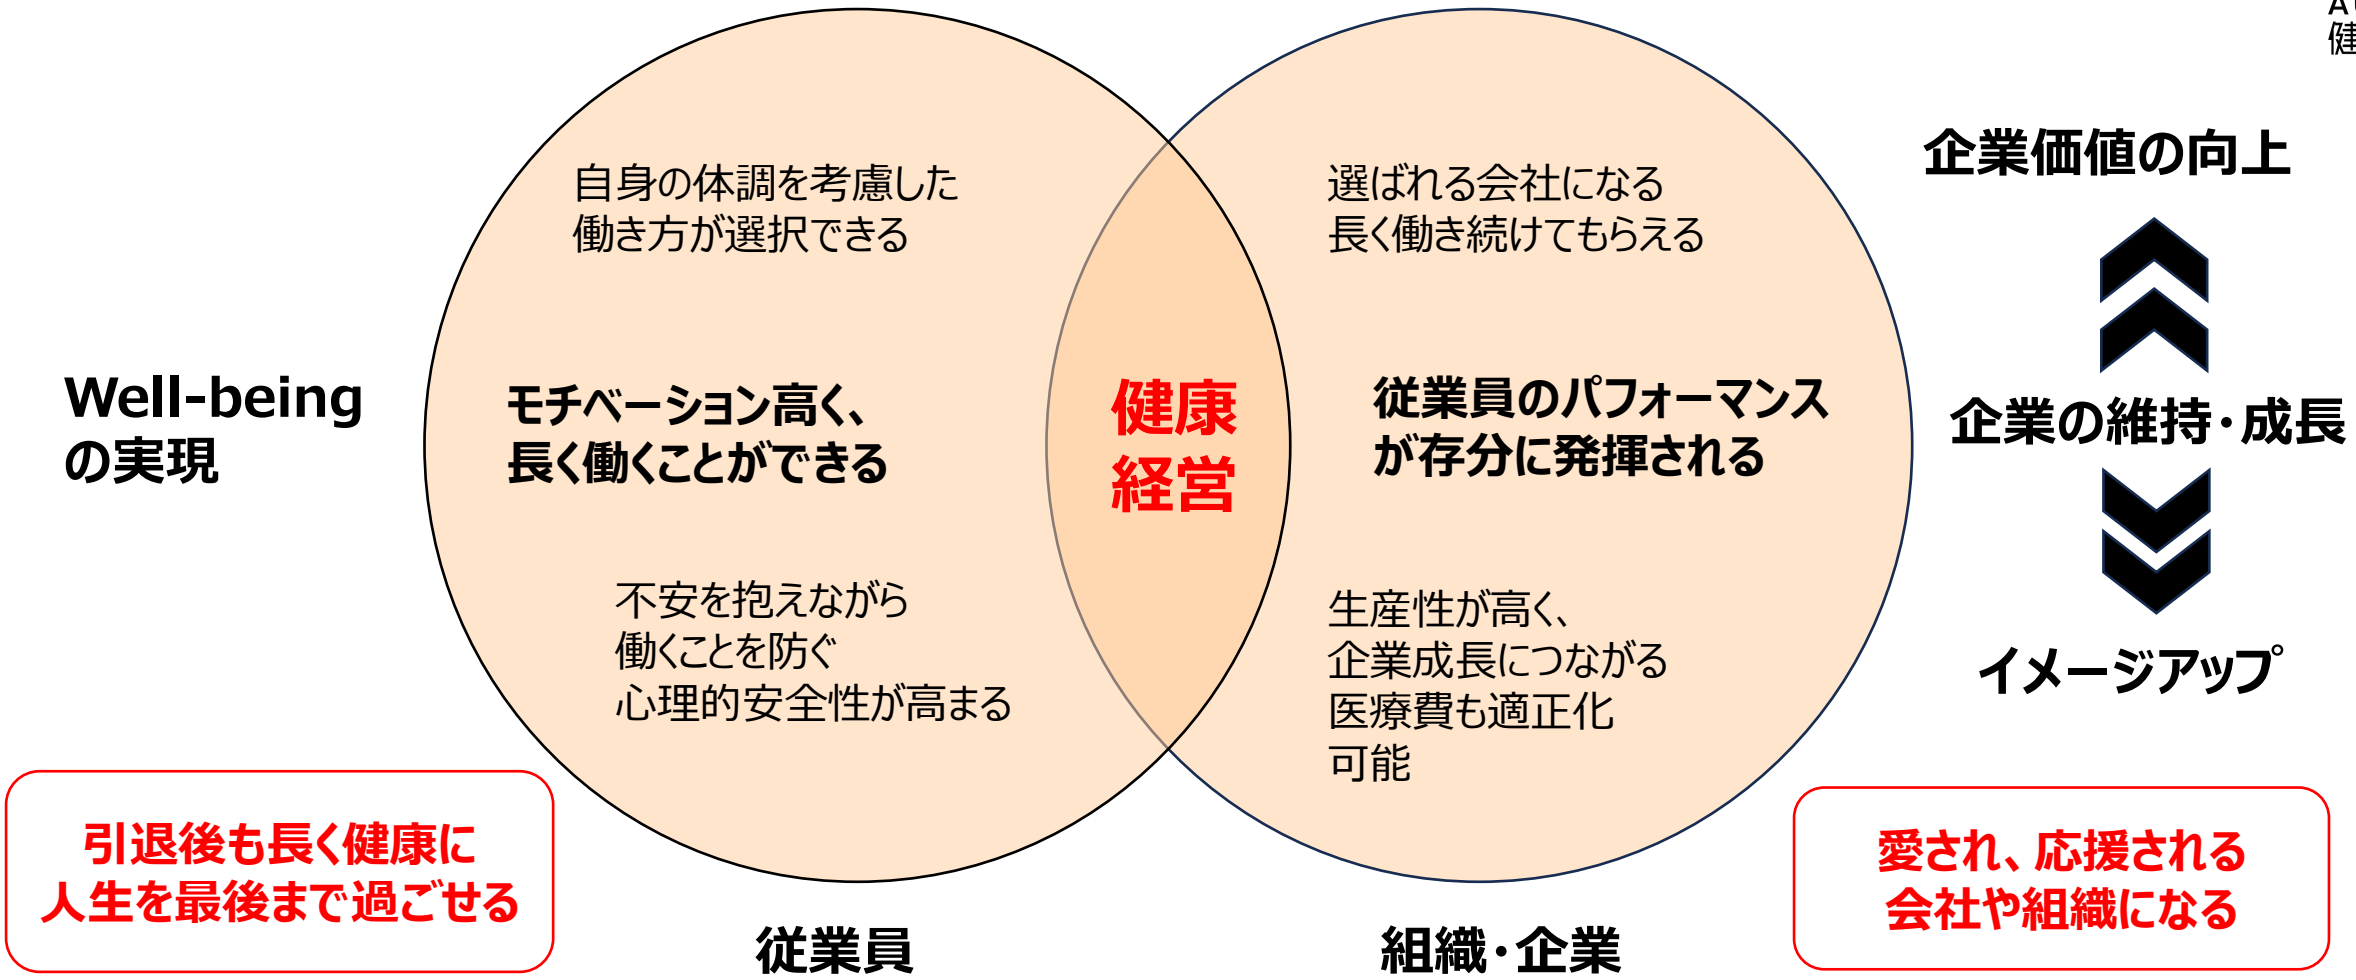 健
企業価値の向上
自身の体調を考慮した
働き方が選択できる
選ばれる会社になる
長く働き続けてもらえる
Well-being
の実現
モチベーション高く、
長く働くことができる
健康
経営
従業員のパフォーマンス
が存分に発揮される
企業の維持・成長
不安を抱えながら
働くことを防ぐ
心理的安全性が高まる
生産性が高く、
企業成長につながる
医療費も適正化
可能
イメージアップ
引退後も長く健康に
人生を最後まで過ごせる
愛され、応援される
会社や組織になる
従業員
組織・企業